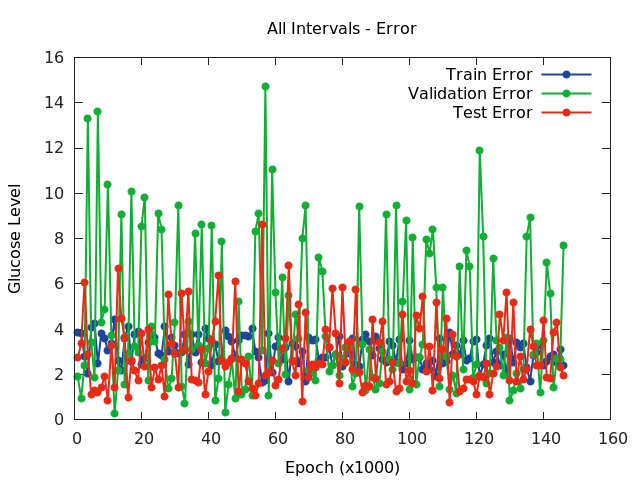 All Intervals - Error
16
14
12
10
8
6
4
2
0
Glucose Level
Train Error
Validation Error
Test Error
0 20 40 60 80 100 120 140 160
Epoch (x1000)